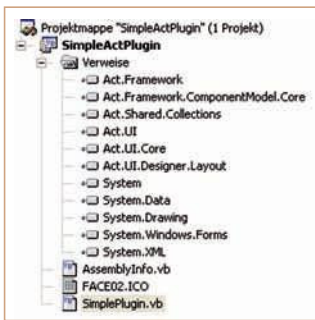 Projektmappe "SimpleActPlugin" (1 Projekt)
SimpleActPlugin
Verweise
Act.Framework
Act.Framework.ComponentModel.Core
Act.Shared.Collections
Act.UI
Act.UI.Core
Act.UI.Designer.Layout
System
System.Data
System.Drawing
System.Windows.Forms
System.XML
AssemblyInfo.vb
FACE02.ICO
SimplePlugin.vb